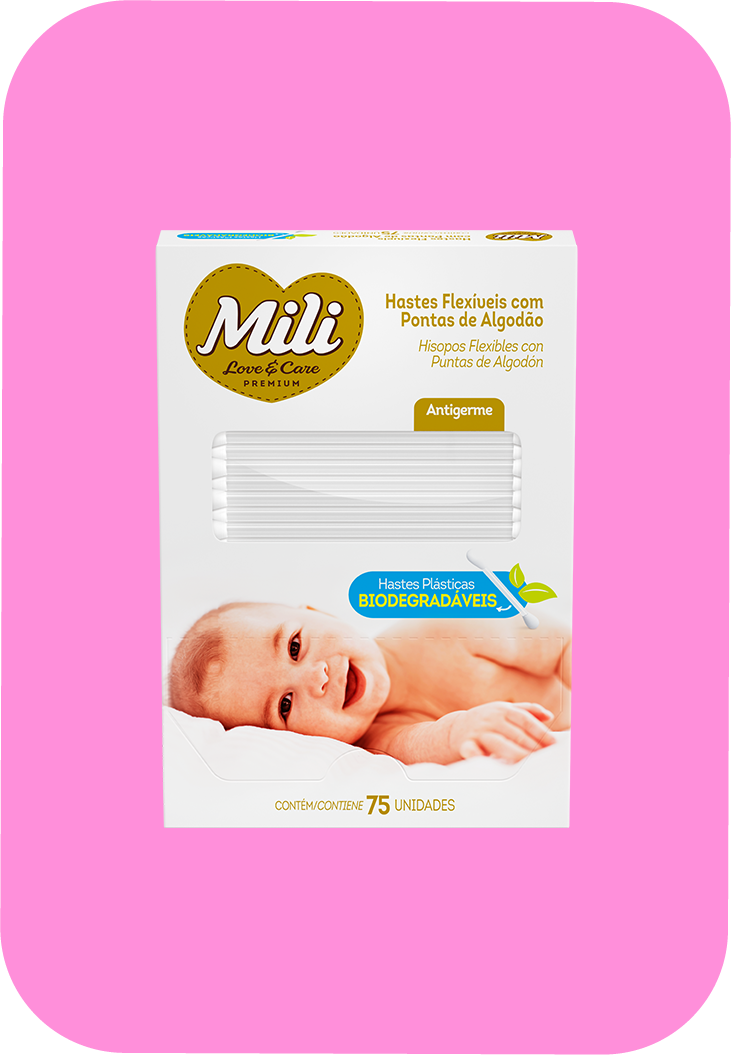 Mili
Love & Care
PREMIUM
Hastes Flexíveis com
Pontas de Algodão
Hisopos Flexibles con
Puntas de Algodón
Antigerme
Hastes Plásticas
BIODEGRADÁVEIS
CONTÉM/CONTIENE 75 UNIDADES